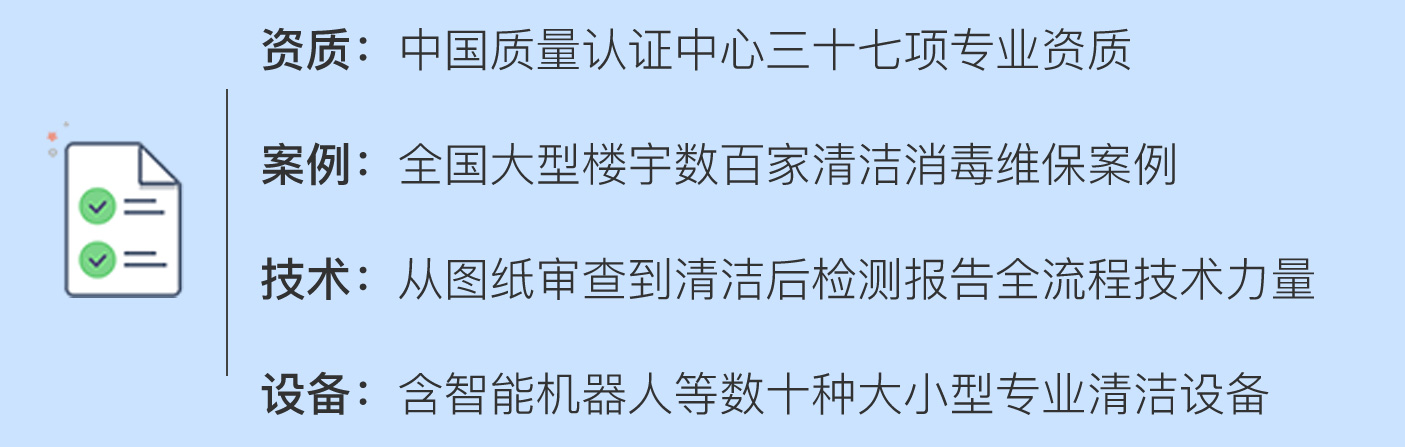 资质：中国质量认证中心三十七项专业资质
案例：全国大型楼宇数百家清洁消毒维保案例
技术：从图纸审查到清洁后检测报告全流程技术力量
设备：含智能机器人等数十种大小型专业清洁设备